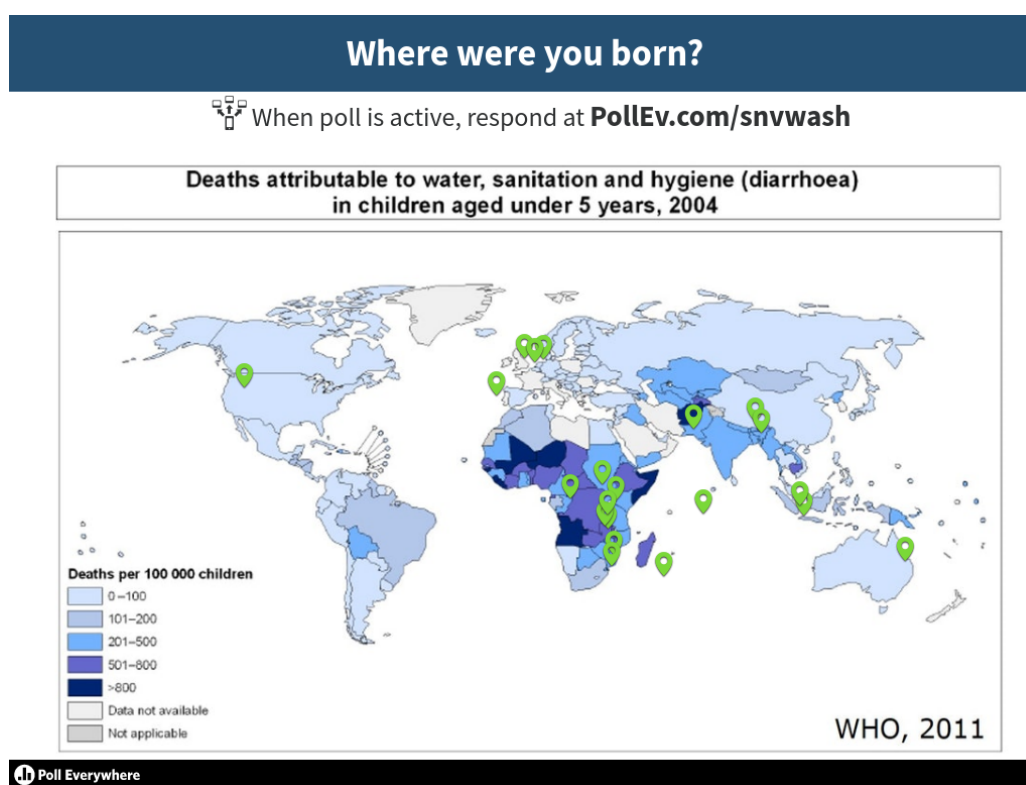 Where were you born?
When poll is active, respond at PollEv.com/snvwash
Deaths attributable to water, sanitation and hygiene (diarrhoea)
in children aged under 5 years, 2004
Deaths per 100 000 children
0–100
101–200
201–500
501–800
>800
Data not available
Not applicable
WHO, 2011
Poll Everywhere